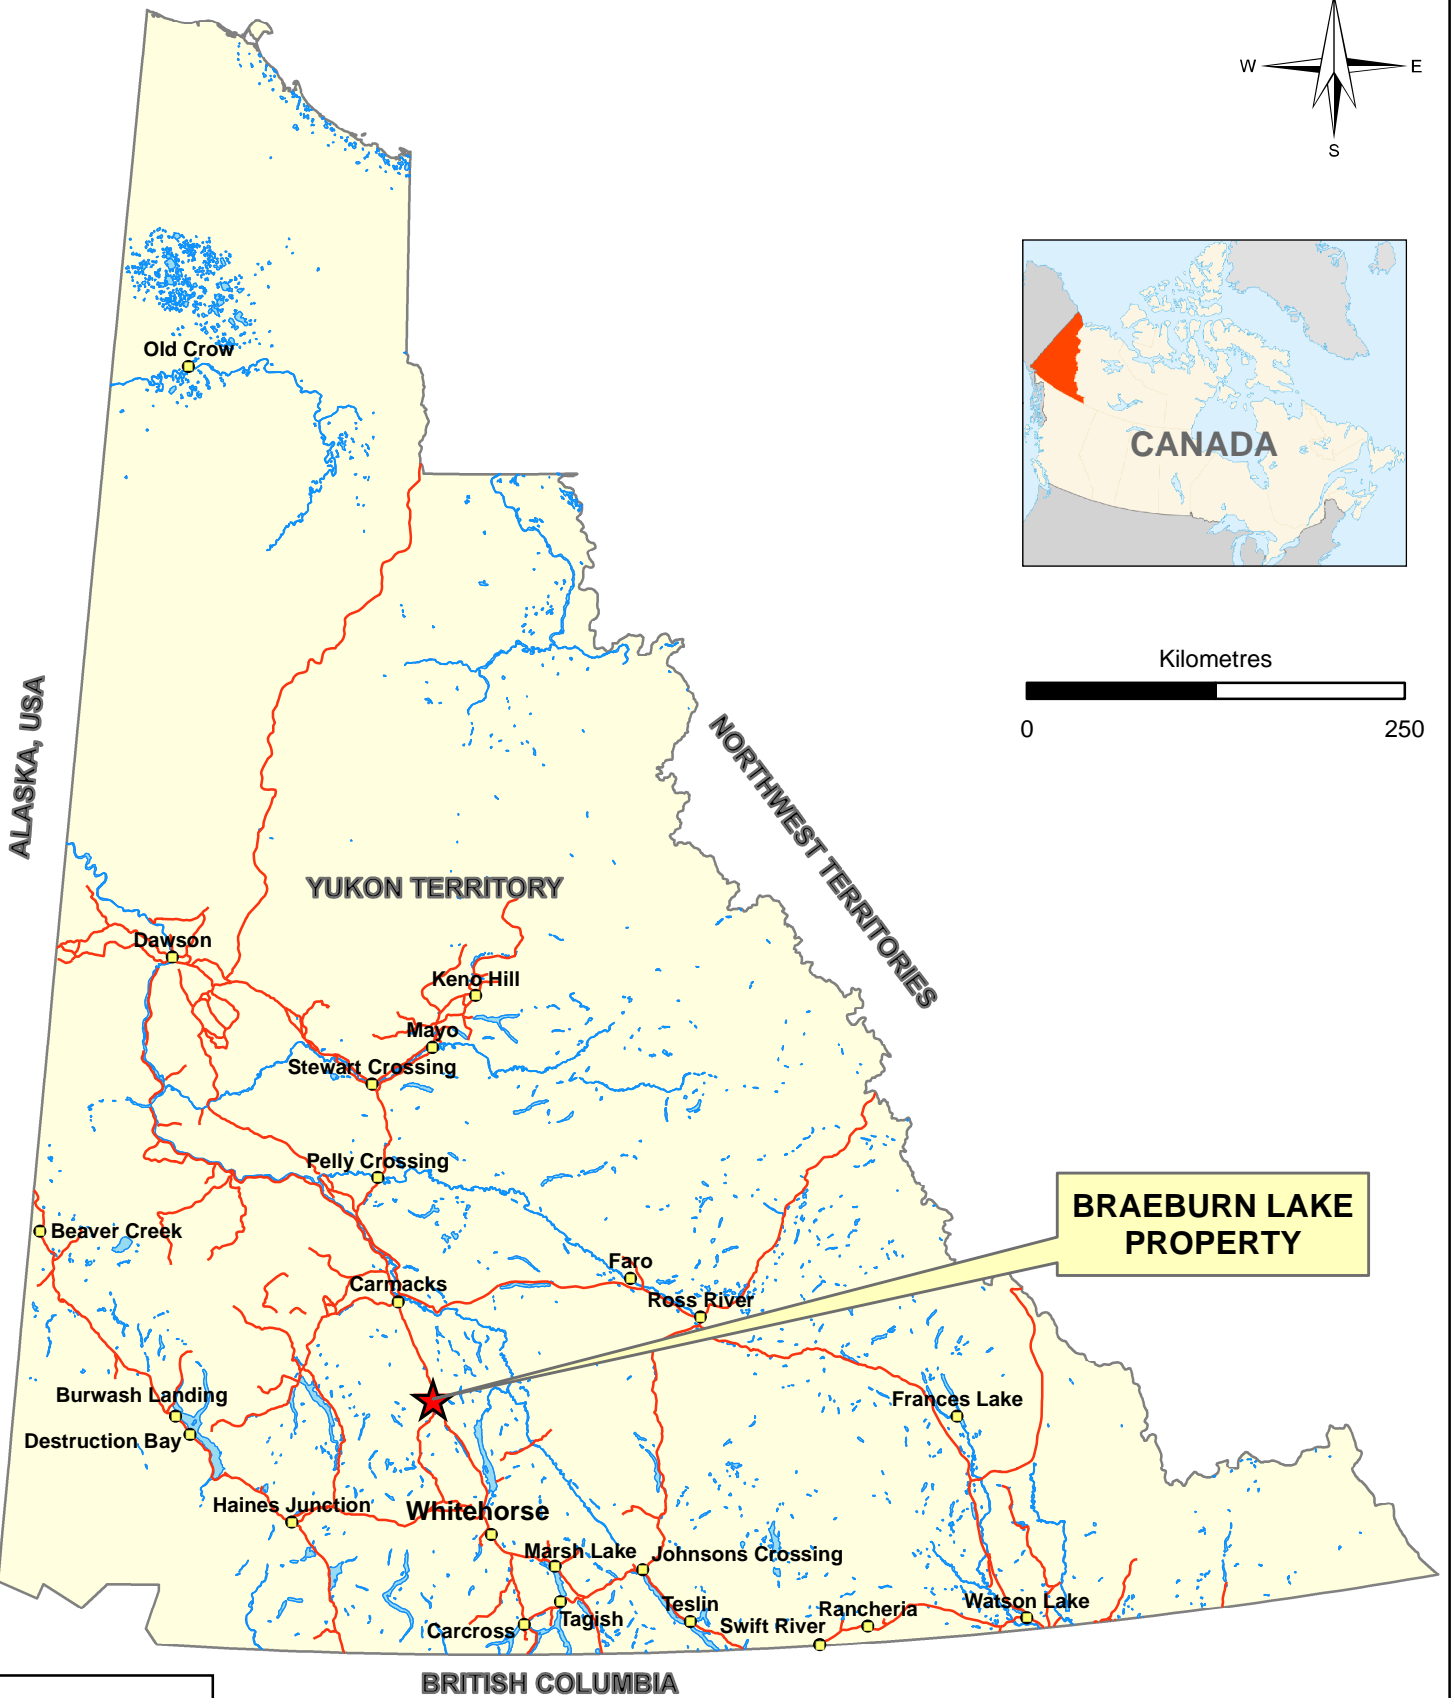 W
E
S
CANADA
Kilometres
0
250
Old Crow
ALASKA, USA
NORTHWEST TERRITORIES
YUKON TERRITORY
Dawson
Keno Hill
Mayo
Stewart Crossing
Pelly Crossing
BRAEBURN LAKE
PROPERTY
Beaver Creek
Faro
Carmacks
Ross River
Burwash Landing
Frances Lake
Destruction Bay
Haines Junction
Whitehorse
Marsh Lake
Johnsons Crossing
Teslin
Tagish
Carcross
Swift River
Rancheria
Watson Lake
BRITISH COLUMBIA